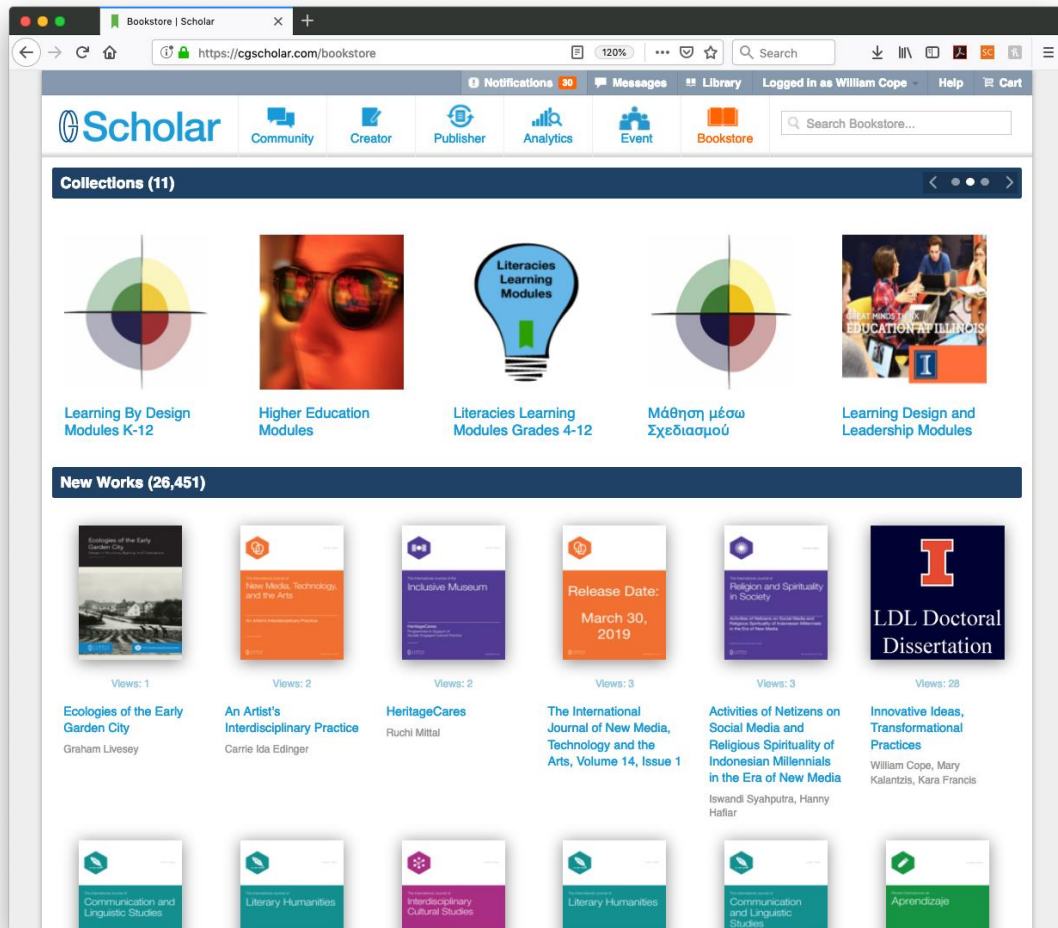 Bookstore | Scholar
https://cgscholar.com/bookstore
120%
Search
Notifications 30
Messages
Library
Logged in as William Cope
Help
Cart
Scholar
Community
Creator
Publisher
Analytics
Event
Bookstore
Search Bookstore...
Collections (11)
Literacies
Learning
Modules
GREAT MINDS THINK
EDUCATION AT ILLINOIS
I
Learning By Design
Modules K-12
Higher Education
Modules
Literacies Learning
Modules Grades 4-12
Μάθηση μέσω
Σχεδιασμού
Learning Design and
Leadership Modules
New Works (26,451)
Ecologies of the Early
Garden City
New Media, Technology,
and the Arts
An Artist's Interdisciplinary Practice
Inclusive Museum
HeritageCares
Release Date:
March 30,
2019
Religion and Spirituality
in Society
I
LDL Doctoral
Dissertation
Views: 1
Views: 2
Views: 2
Views: 3
Views: 3
Views: 28
Ecologies of the Early
Garden City
Graham Livesey
An Artist's
Interdisciplinary Practice
Carrie Ida Edinger
HeritageCares
Ruchi Mittal
The International
Journal of New Media,
Technology and the
Arts, Volume 14, Issue 1
Activities of Netizens on
Social Media and
Religious Spirituality of
Indonesian Millennials
in the Era of New Media
Iswandi Syahputra, Hanny
Hafiar
Innovative Ideas,
Transformational
Practices
William Cope, Mary
Kalantzis, Kara Francis
Communication and
Linguistic Studies
Literary Humanities
Interdisciplinary
Cultural Studies
Literary Humanities
Communication
and Linguistic
Studies
Aprendizaje